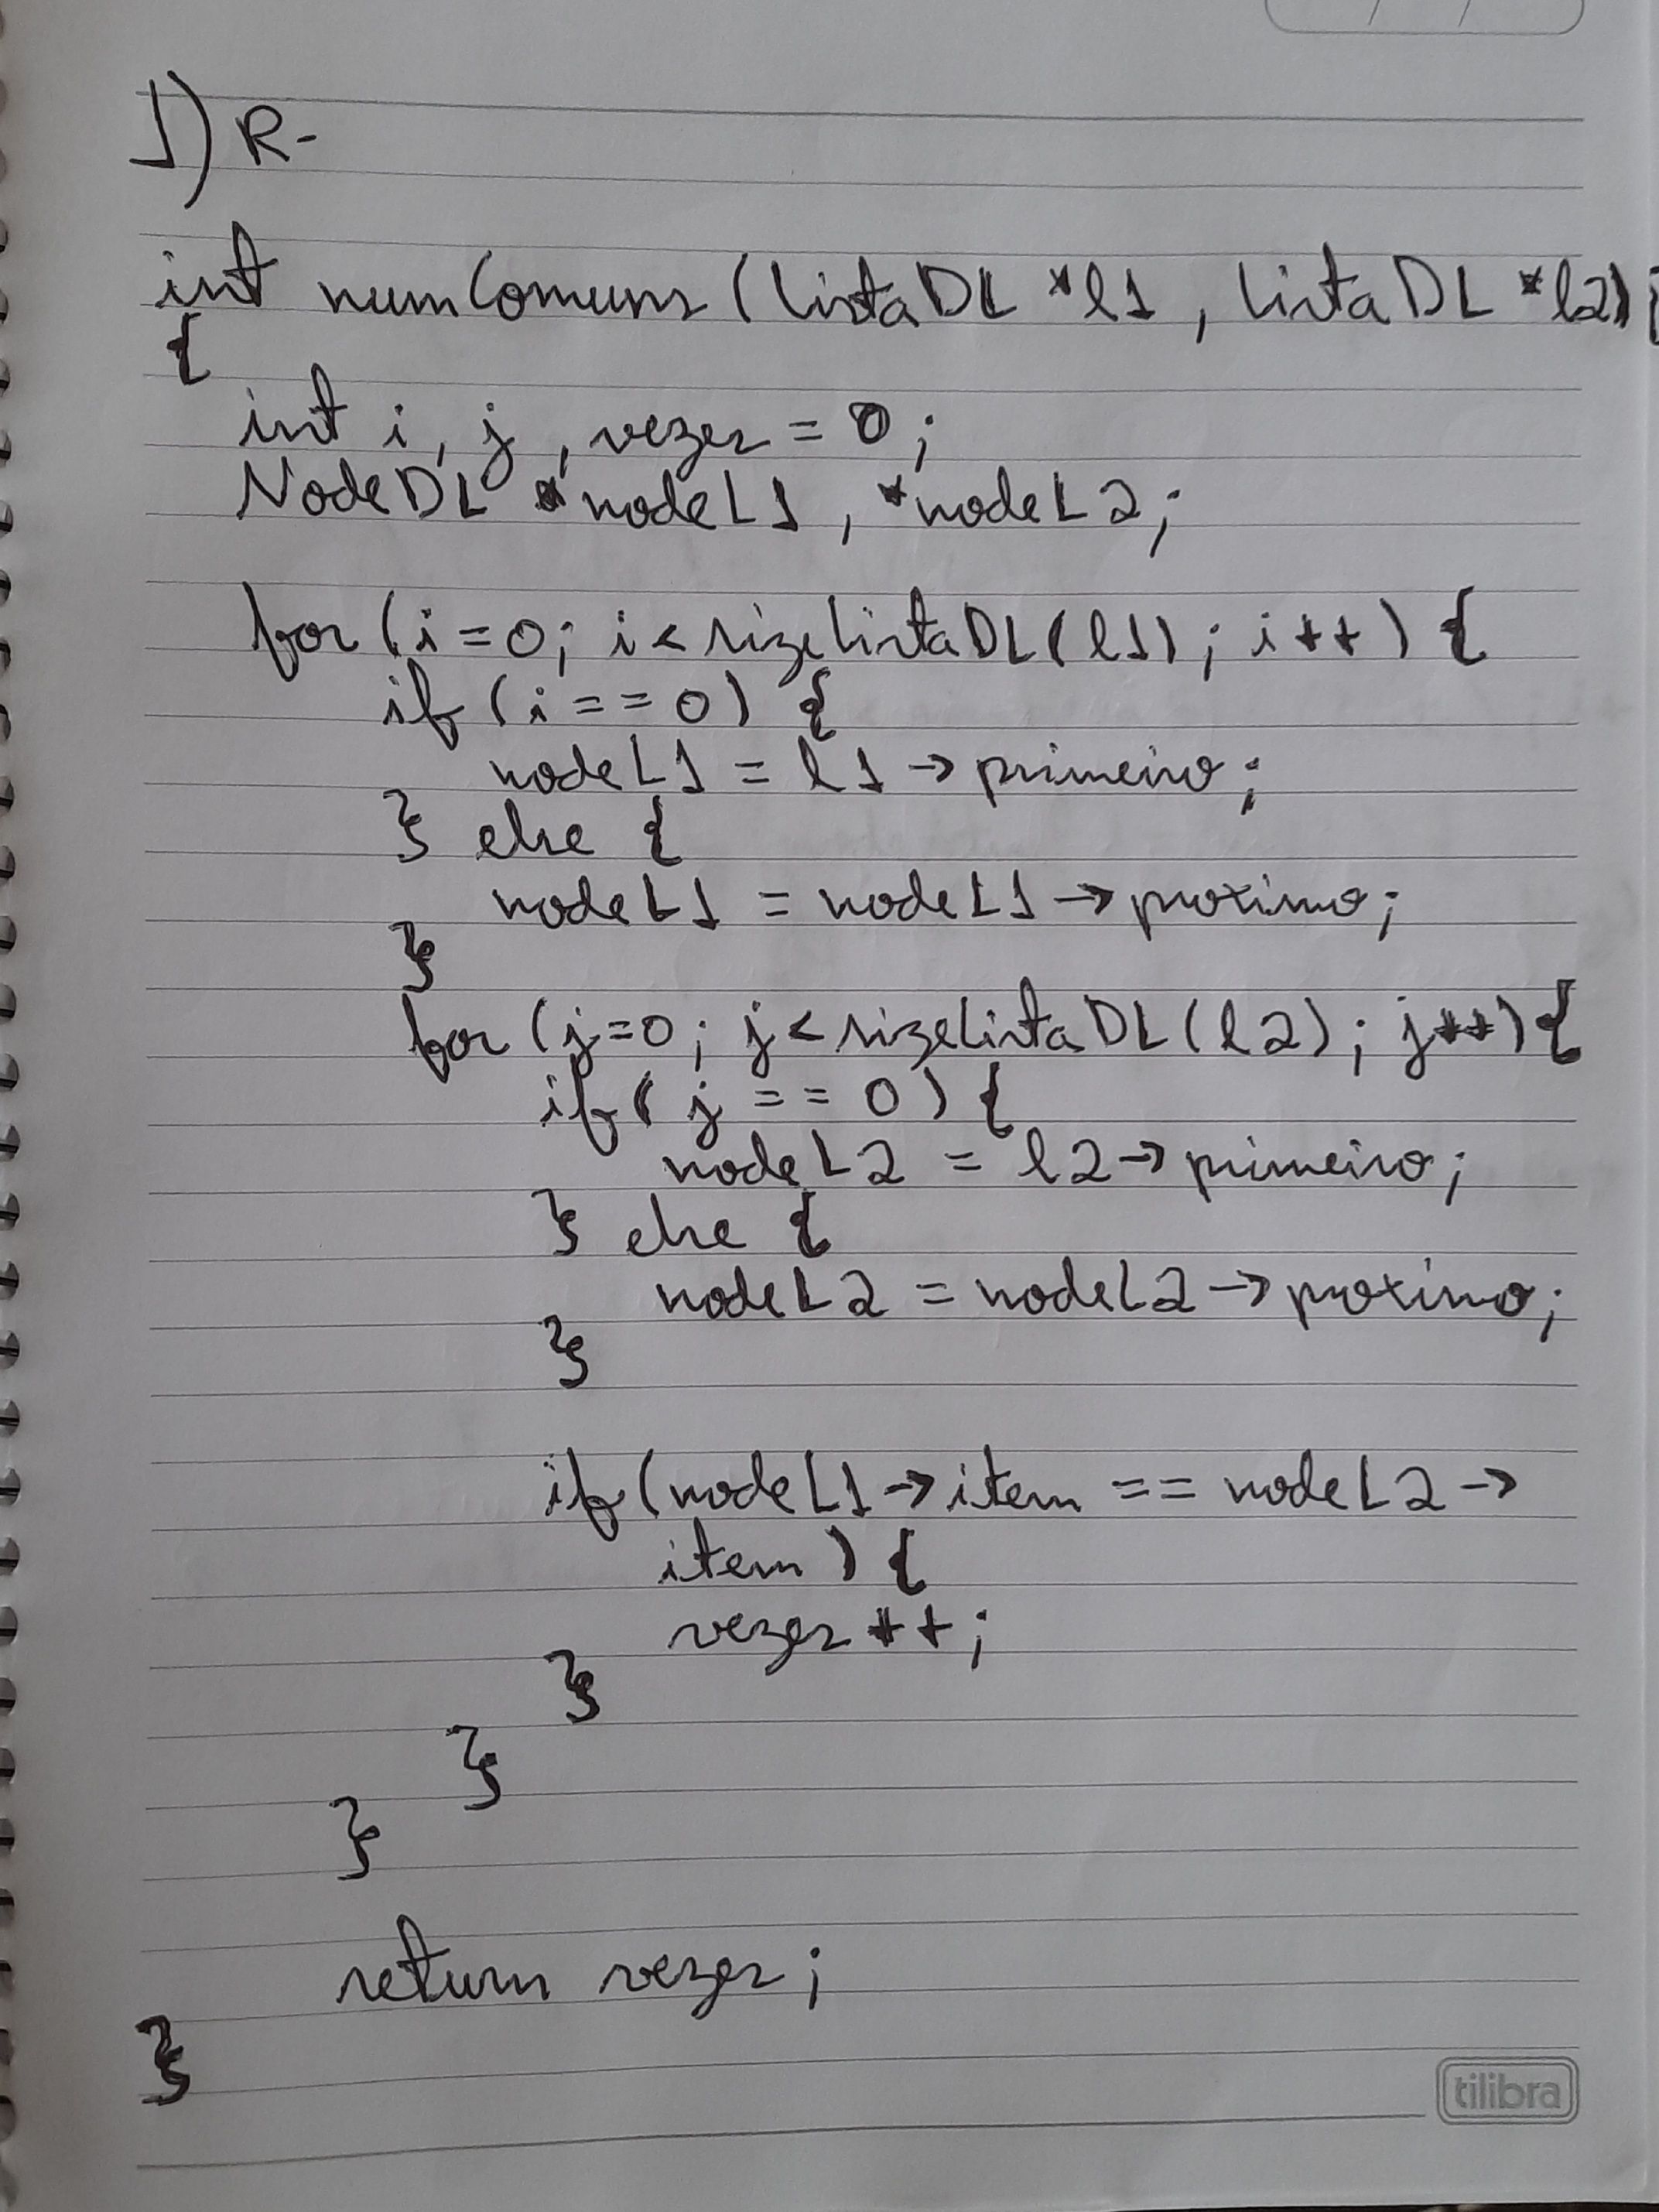 1) R-
int numComuns (ListaDL *l1, ListaDL *l2)
{
int i, j, vezes = 0;
NodeDL *nodeL1, *nodeL2;
for (i=0; i<sizeListaDL(l1); i++) {
if (i==0) {
nodeL1 = l1->primeiro;
} else {
nodeL1 = nodeL1->proximo;
}
for (j=0; j<sizeListaDL(l2); j++) {
if (j==0) {
nodeL2 = l2->primeiro;
} else {
nodeL2 = nodeL2->proximo;
}
if (nodeL1->item == nodeL2->
item) {
vezes++;
}
}
}
return vezes;
}
tilibra